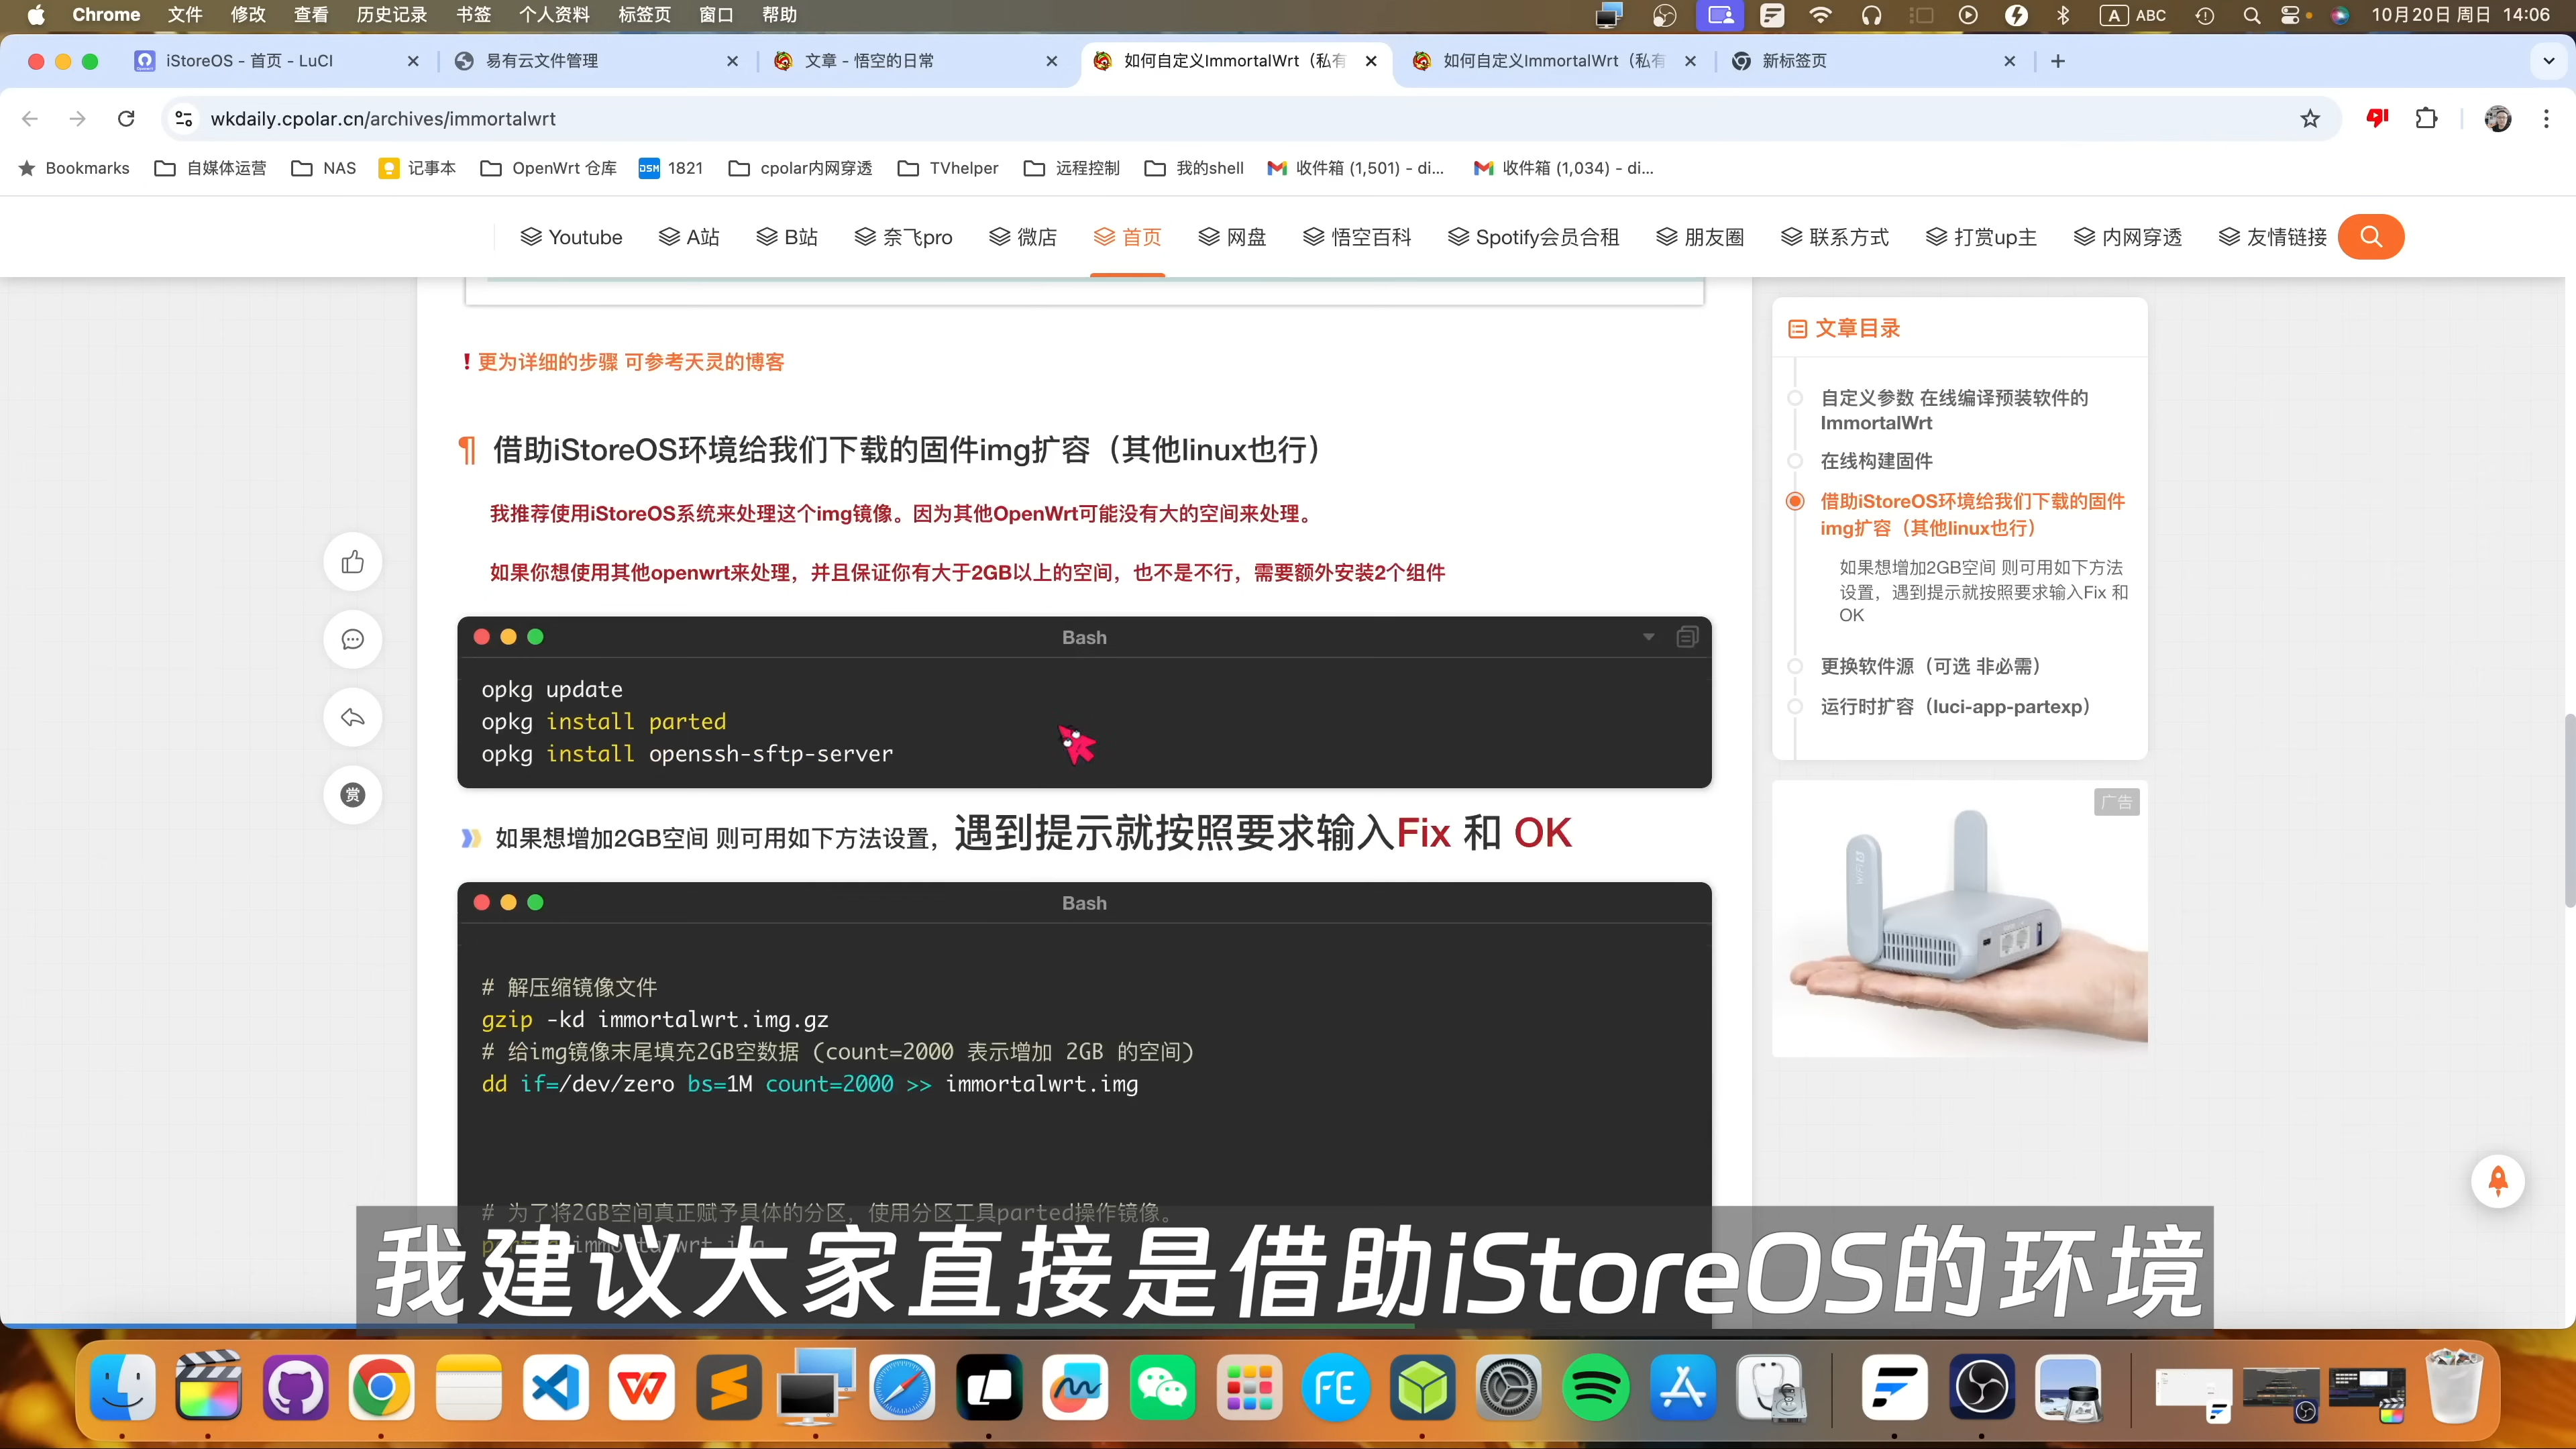 Chrome 文件 修改 查看 历史记录 书签 个人资料 标签页 窗口 帮助
A ABC 10月20日 周日 14:06
iStoreOS - 首页 - LuCI
易有云文件管理
文章 - 悟空的日常
如何自定义ImmortalWrt（私有
如何自定义ImmortalWrt（私有
新标签页
wkdaily.cpolar.cn/archives/immortalwrt
Bookmarks 自媒体运营 NAS 记事本 OpenWrt 仓库 DSM 1821 cpolar内网穿透 TVhelper 远程控制 我的shell 收件箱 (1,501) - di... 收件箱 (1,034) - di...
Youtube A站 B站 奈飞pro 微店 首页 网盘 悟空百科 Spotify会员合租 朋友圈 联系方式 打赏up主 内网穿透 友情链接
❗更为详细的步骤 可参考天灵的博客
¶ 借助iStoreOS环境给我们下载的固件img扩容（其他linux也行）
我推荐使用iStoreOS系统来处理这个img镜像。因为其他OpenWrt可能没有大的空间来处理。
如果你想使用其他openwrt来处理，并且保证你有大于2GB以上的空间，也不是不行，需要额外安装2个组件
Bash
opkg update
opkg install parted
opkg install openssh-sftp-server
如果想增加2GB空间 则可用如下方法设置，遇到提示就按照要求输入Fix 和 OK
Bash
# 解压缩镜像文件
gzip -kd immortalwrt.img.gz
# 给img镜像末尾填充2GB空数据 (count=2000 表示增加 2GB 的空间)
dd if=/dev/zero bs=1M count=2000 >> immortalwrt.img
# 为了将2GB空间真正赋予具体的分区，使用分区工具parted操作镜像。
immortalwrt.img
赏
文章目录
自定义参数 在线编译预装软件的
ImmortalWrt
在线构建固件
借助iStoreOS环境给我们下载的固件
img扩容（其他linux也行）
如果想增加2GB空间 则可用如下方法
设置，遇到提示就按照要求输入Fix 和
OK
更换软件源（可选 非必需）
运行时扩容（luci-app-partexp）
广告
我建议大家直接是借助iStoreOS的环境
FE